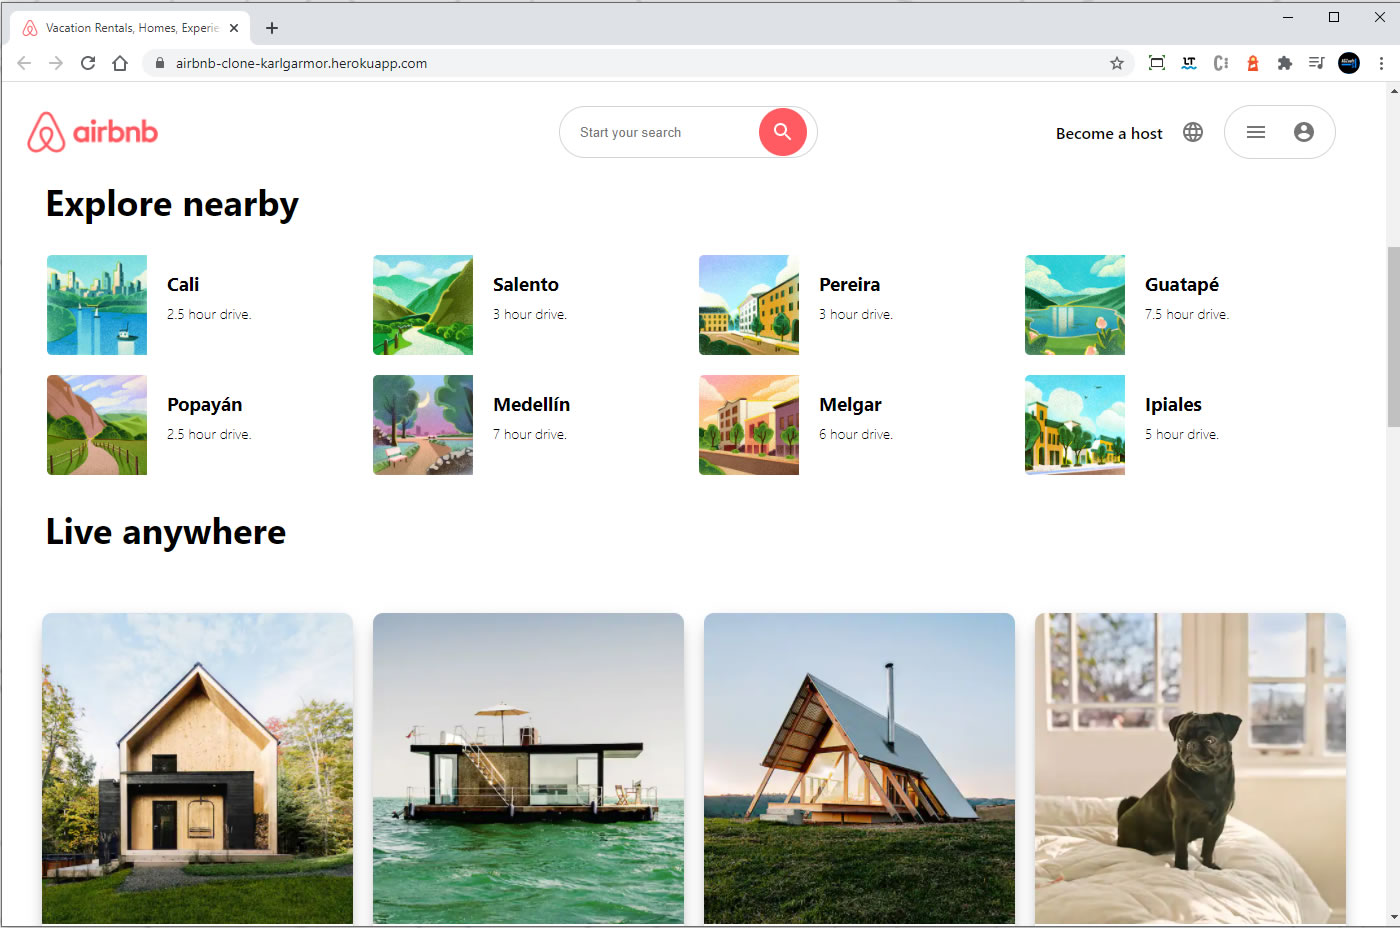 Vacation Rentals, Homes, Experie
airbnb-clone-karlgarmor.herokuapp.com
airbnb
Start your search
Become a host
Explore nearby
Cali
2.5 hour drive.
Salento
3 hour drive.
Pereira
3 hour drive.
Guatapé
7.5 hour drive.
Popayán
2.5 hour drive.
Medellín
7 hour drive.
Melgar
6 hour drive.
Ipiales
5 hour drive.
Live anywhere